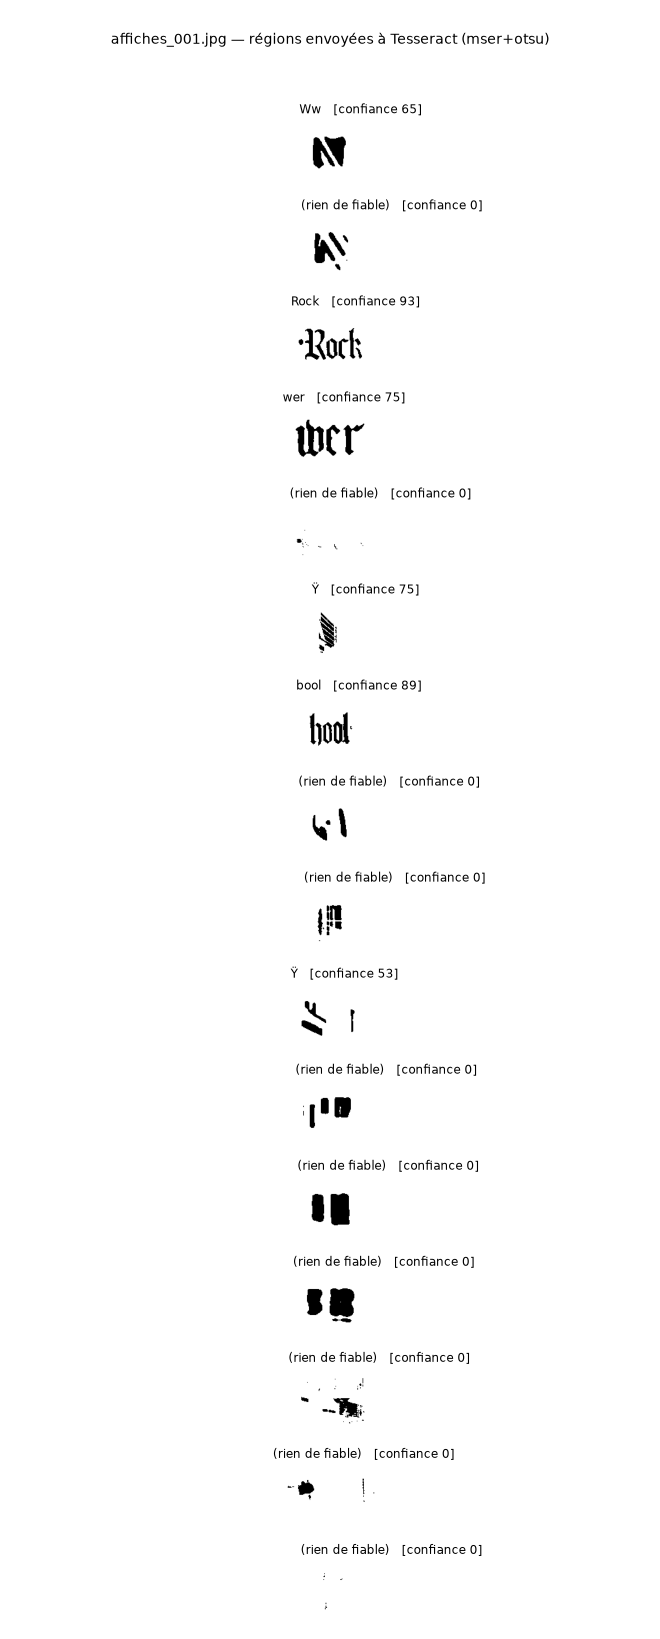 affiches_001.jpg — régions envoyées à Tesseract (mser+otsu)
Ww [confiance 65]
(rien de fiable) [confiance 0]
Rock [confiance 93]
·Rock
wer [confiance 75]
wer
(rien de fiable) [confiance 0]
Ÿ [confiance 75]
bool [confiance 89]
hool
(rien de fiable) [confiance 0]
(rien de fiable) [confiance 0]
Ÿ [confiance 53]
(rien de fiable) [confiance 0]
(rien de fiable) [confiance 0]
(rien de fiable) [confiance 0]
(rien de fiable) [confiance 0]
(rien de fiable) [confiance 0]
(rien de fiable) [confiance 0]